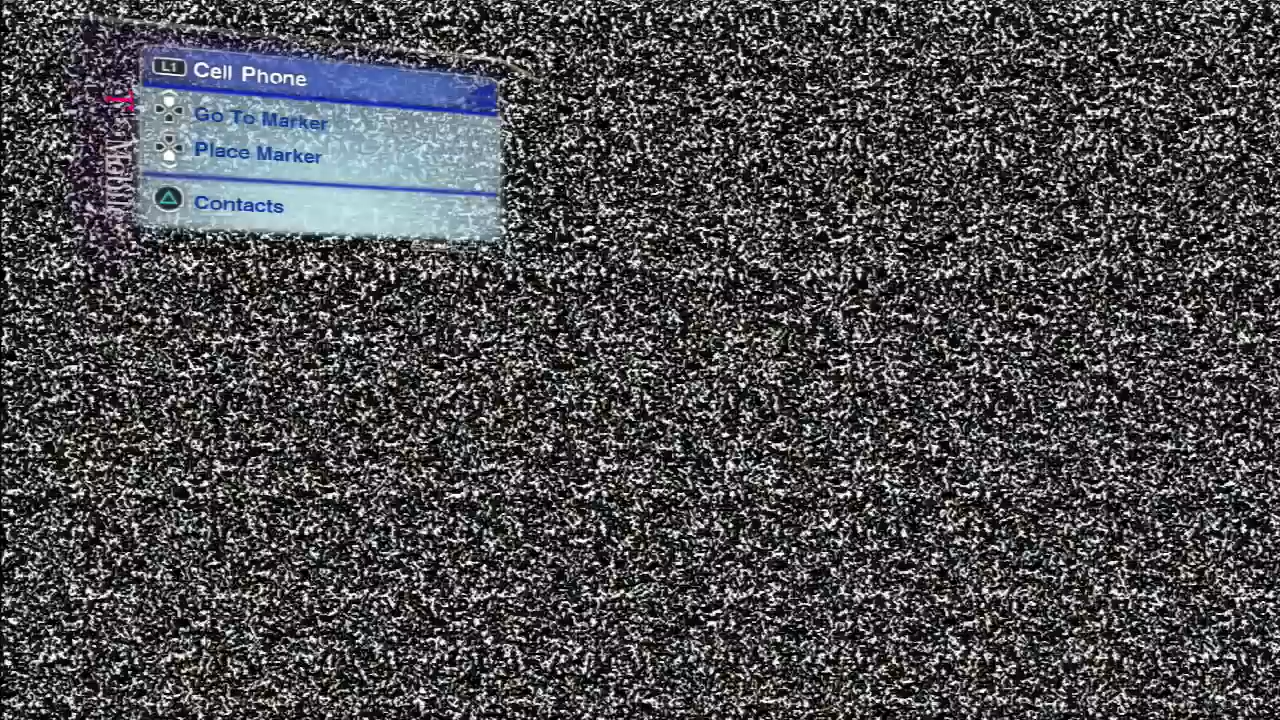 L1 Cell Phone
Go To Marker
Place Marker
Contacts